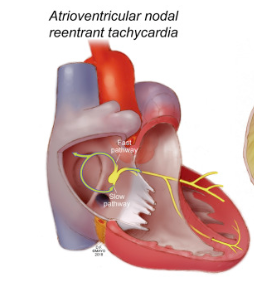 Atrioventricular nodal
reentrant tachycardia
Fast
pathway
Slow
pathway